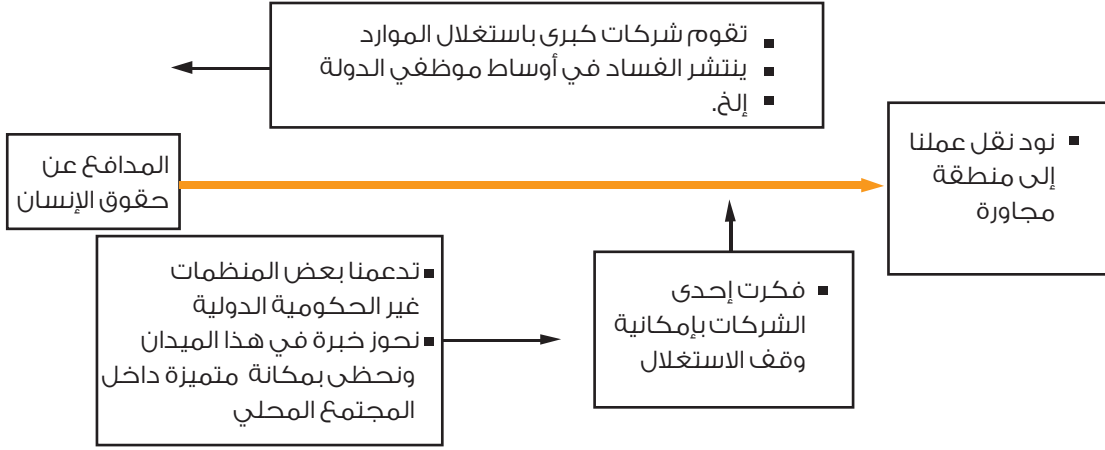 ▪ تقوم شركات كبرى باستغلال الموارد
▪ ينتشر الفساد في أوساط موظفي الدولة
▪ إلخ.
▪ نود نقل عملنا
إلى منطقة
مجاورة
المدافع عن
حقوق الإنسان
▪ تدعمنا بعض المنظمات
غير الحكومية الدولية
▪ نحوز خبرة في هذا الميدان
ونحظى بمكانة متميزة داخل
المجتمع المحلي
▪ فكرت إحدى
الشركات بإمكانية
وقف الاستغلال